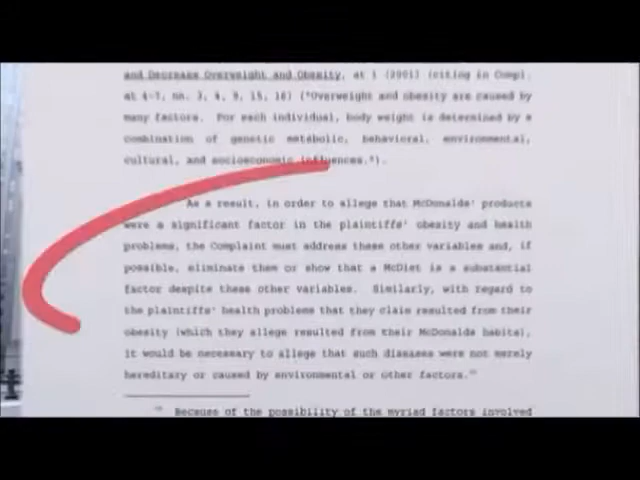 and Decrease Overweight and Obesity, at 1 (2001) (citing in Compl.
at 4-7, nn. 3, 4, 9, 15, 16) ("Overweight and obesity are caused by
many factors. For each individual, body weight is determined by a
combination of genetic metabolic, behavioral, environmental,
cultural, and socioeconomic influences.").
As a result, in order to allege that McDonalds' products
were a significant factor in the plaintiffs' obesity and health
problems, the Complaint must address these other variables and, if
possible, eliminate them or show that a McDiet is a substantial
factor despite these other variables. Similarly, with regard to
the plaintiffs' health problems that they claim resulted from their
obesity (which they allege resulted from their McDonalds habits),
it would be necessary to allege that such diseases were not merely
hereditary or caused by environmental or other factors.
Because of the possibility of the myriad factors involved